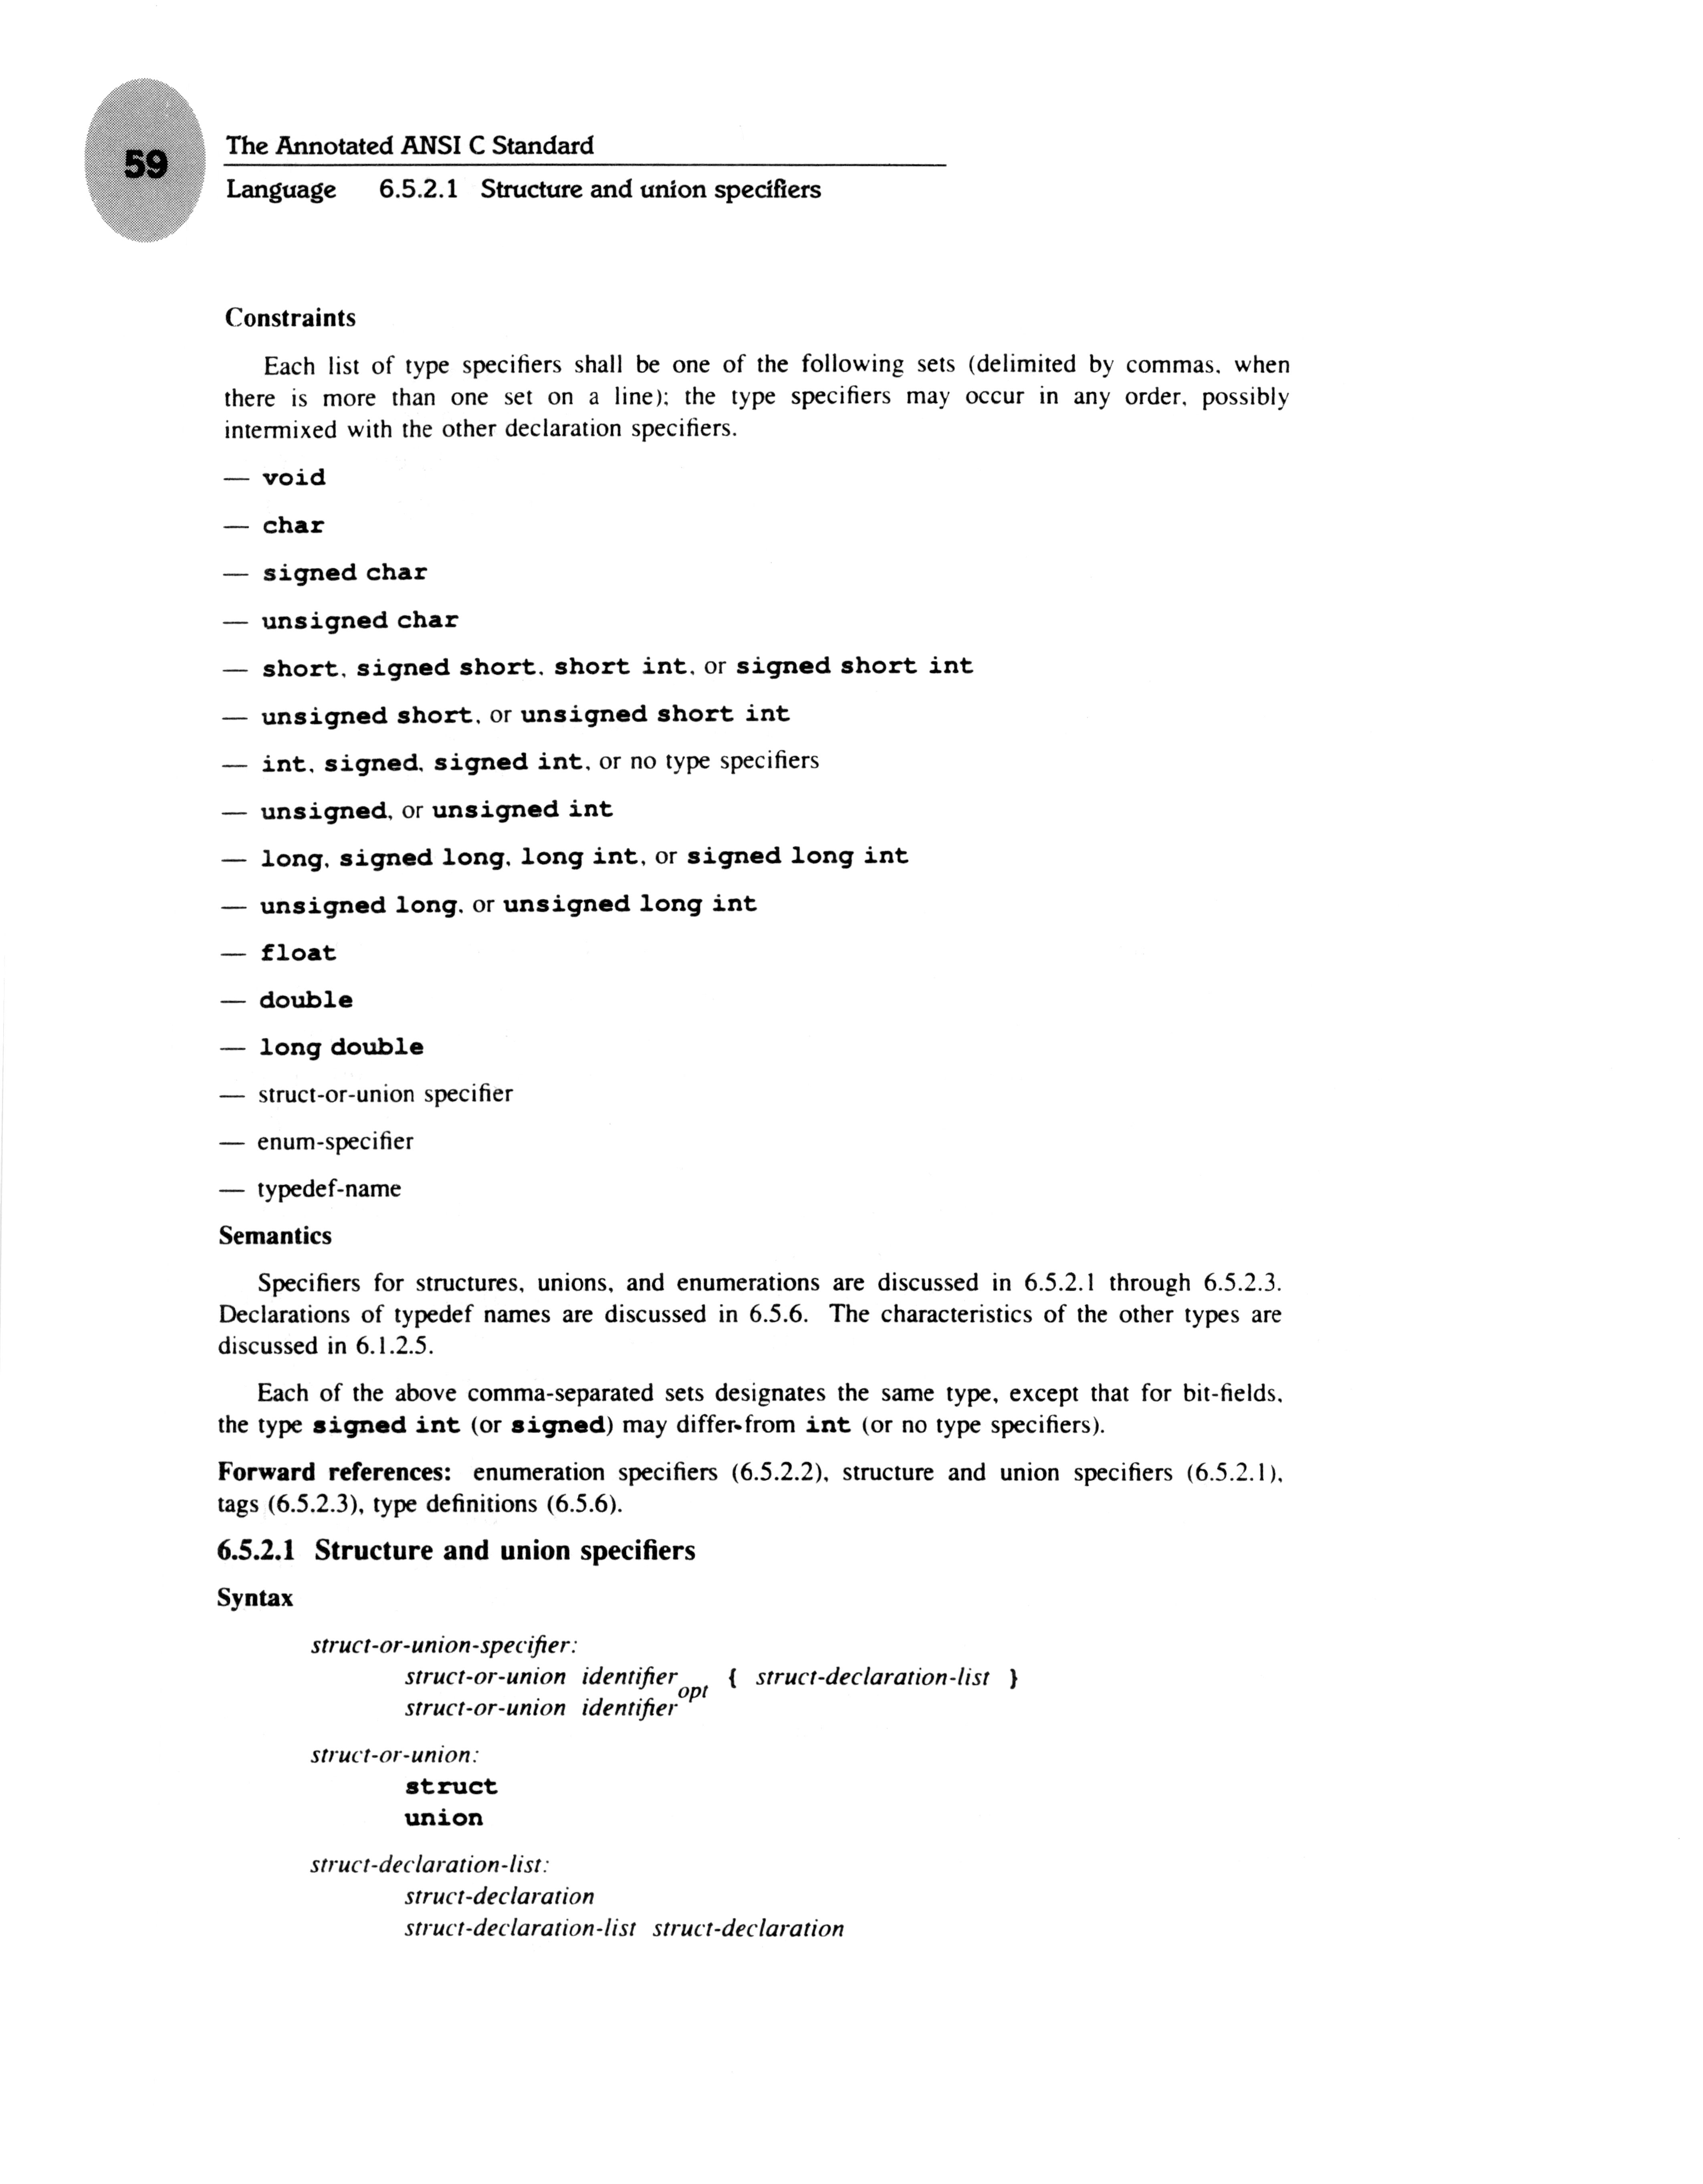 59
The Annotated ANSI C Standard
Language 6.5.2.1 Structure and union specifiers
Constraints
Each list of type specifiers shall be one of the following sets (delimited by commas, when
there is more than one set on a line); the type specifiers may occur in any order, possibly
intermixed with the other declaration specifiers.
— void
— char
— signed char
— unsigned char
— short, signed short, short int, or signed short int
— unsigned short, or unsigned short int
— int, signed, signed int, or no type specifiers
— unsigned, or unsigned int
— long, signed long, long int, or signed long int
— unsigned long, or unsigned long int
— float
— double
— long double
— struct-or-union specifier
— enum-specifier
— typedef-name
Semantics
Specifiers for structures, unions, and enumerations are discussed in 6.5.2.1 through 6.5.2.3.
Declarations of typedef names are discussed in 6.5.6. The characteristics of the other types are
discussed in 6.1.2.5.
Each of the above comma-separated sets designates the same type, except that for bit-fields,
the type signed int (or signed) may differ from int (or no type specifiers).
Forward references: enumeration specifiers (6.5.2.2), structure and union specifiers (6.5.2.1),
tags (6.5.2.3), type definitions (6.5.6).
6.5.2.1 Structure and union specifiers
Syntax
struct-or-union-specifier:
struct-or-union identifier opt { struct-declaration-list }
struct-or-union identifier
struct-or-union:
struct
union
struct-declaration-list:
struct-declaration
struct-declaration-list struct-declaration